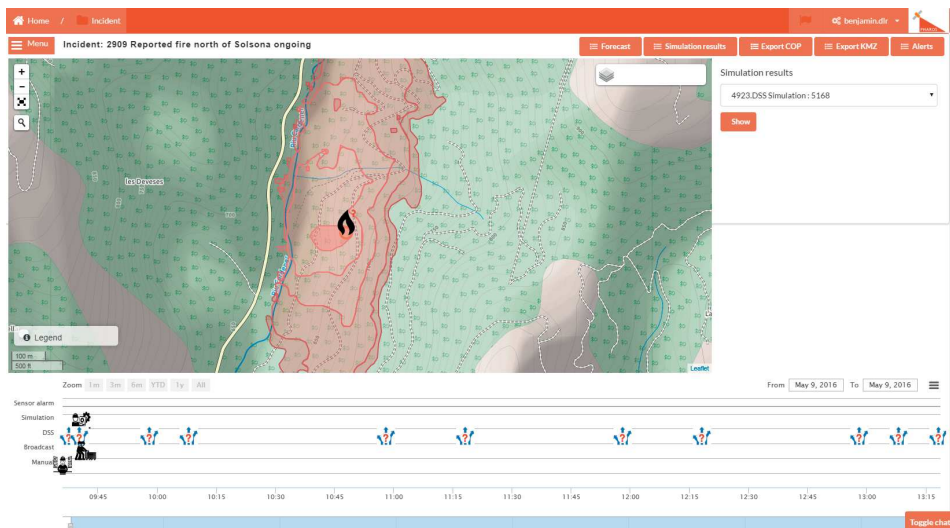 Home / Incident
benjamin.dlr
Menu
Incident: 2909 Reported fire north of Solsona ongoing
Forecast
Simulation results
Export COP
Export KMZ
Alerts
Simulation results
4923.DSS Simulation : 5168
Show
les Deveses
Legend
100 m
500 ft
Leaflet
Zoom 1m 3m 6m YTD 1y All
From May 9, 2016 To May 9, 2016
Sensor alarm
Simulation
DSS
Broadcast
Manual
09:45 10:00 10:15 10:30 10:45 11:00 11:15 11:30 11:45 12:00 12:15 12:30 12:45 13:00 13:15
Toggle chat